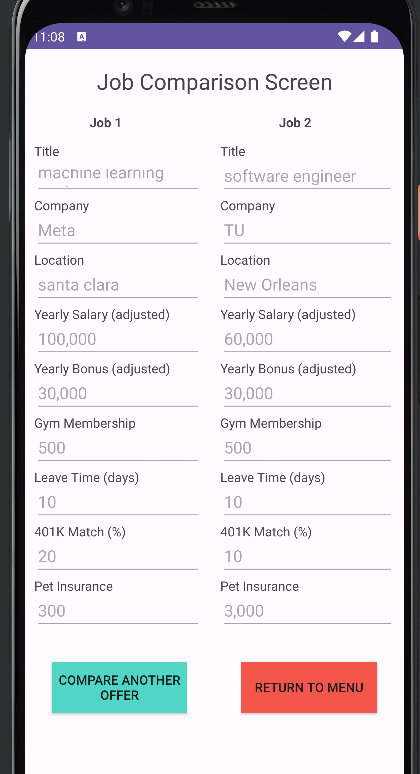 11:08 A
Job Comparison Screen
Job 1 Job 2
Title Title
machine learning software engineer
Company Company
Meta TU
Location Location
santa clara New Orleans
Yearly Salary (adjusted) Yearly Salary (adjusted)
100,000 60,000
Yearly Bonus (adjusted) Yearly Bonus (adjusted)
30,000 30,000
Gym Membership Gym Membership
500 500
Leave Time (days) Leave Time (days)
10 10
401K Match (%) 401K Match (%)
20 10
Pet Insurance Pet Insurance
300 3,000
COMPARE ANOTHER
OFFER
RETURN TO MENU